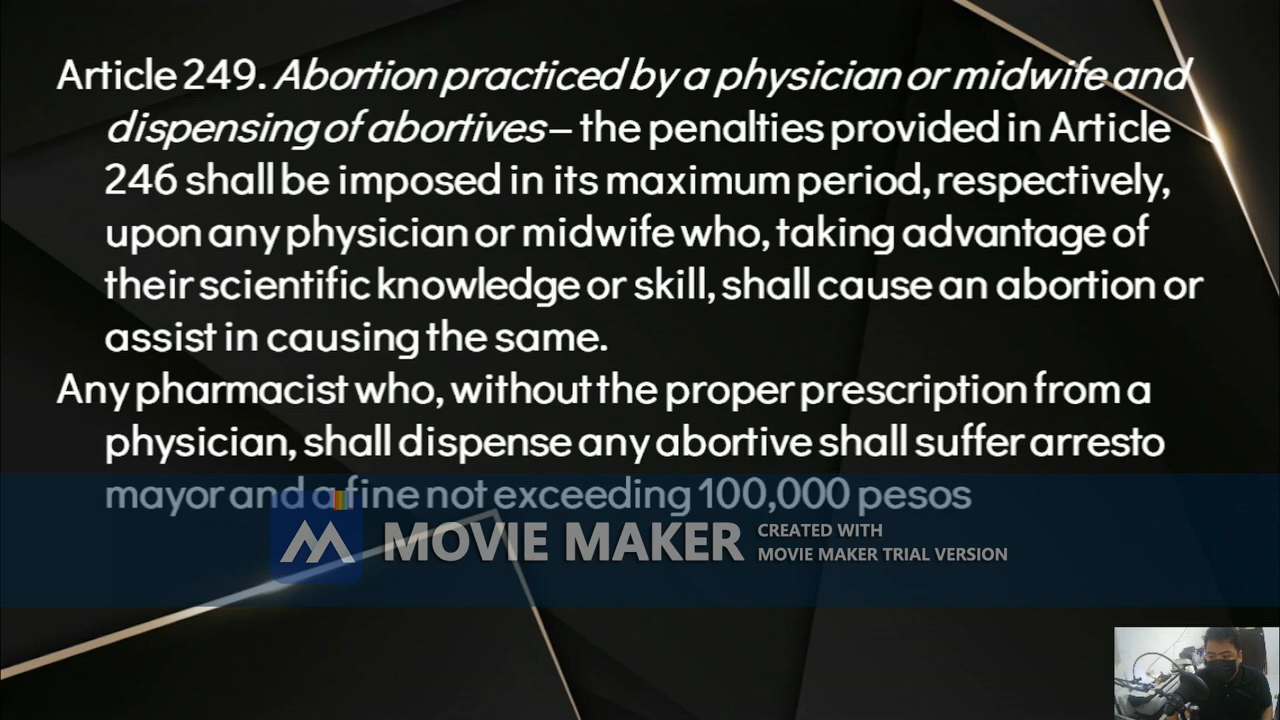 Article 249. Abortion practiced by a physician or midwife and
dispensing of abortives – the penalties provided in Article
246 shall be imposed in its maximum period, respectively,
upon any physician or midwife who, taking advantage of
their scientific knowledge or skill, shall cause an abortion or
assist in causing the same.
Any pharmacist who, without the proper prescription from a
physician, shall dispense any abortive shall suffer arresto
mayor and a fine not exceeding 100,000 pesos
MOVIE MAKER
CREATED WITH
MOVIE MAKER TRIAL VERSION